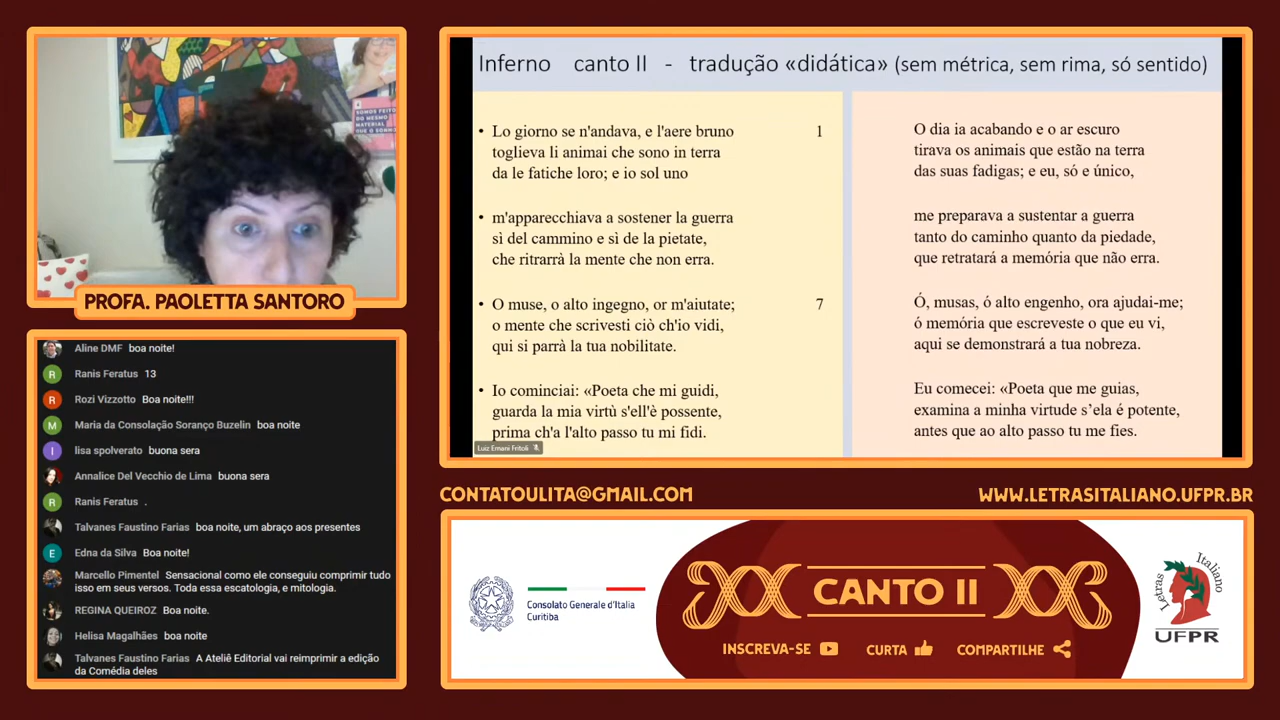 SOMOS FEITOS
DO MESMO
MATERIAL
QUE O SONHO
PROFA. PAOLETTA SANTORO
Aline DMF boa noite!
R Ranis Feratus 13
R Rozi Vizzotto Boa noite!!!
M Maria da Consolação Soranço Buzelin boa noite
I lisa spolverato buona sera
Annalice Del Vecchio de Lima buona sera
R Ranis Feratus .
Talvanes Faustino Farias boa noite, um abraço aos presentes
E Edna da Silva Boa noite!
Marcello Pimentel Sensacional como ele conseguiu comprimir tudo
isso em seus versos. Toda essa escatologia, e mitologia.
REGINA QUEIROZ Boa noite.
Helisa Magalhães boa noite
Talvanes Faustino Farias A Ateliê Editorial vai reimprimir a edição
da Comédia deles
Inferno canto II - tradução «didática» (sem métrica, sem rima, só sentido)
• Lo giorno se n'andava, e l'aere bruno 1
toglieva li animai che sono in terra
da le fatiche loro; e io sol uno
• m'apparecchiava a sostener la guerra
sì del cammino e sì de la pietate,
che ritrarrà la mente che non erra.
• O muse, o alto ingegno, or m'aiutate; 7
o mente che scrivesti ciò ch'io vidi,
qui si parrà la tua nobilitate.
• Io cominciai: «Poeta che mi guidi,
guarda la mia virtù s'ell'è possente,
prima ch'a l'alto passo tu mi fidi.
Luiz Ernani Fritoli
O dia ia acabando e o ar escuro
tirava os animais que estão na terra
das suas fadigas; e eu, só e único,
me preparava a sustentar a guerra
tanto do caminho quanto da piedade,
que retratará a memória que não erra.
Ó, musas, ó alto engenho, ora ajudai-me;
ó memória que escreveste o que eu vi,
aqui se demonstrará a tua nobreza.
Eu comecei: «Poeta que me guias,
examina a minha virtude s'ela é potente,
antes que ao alto passo tu me fies.
CONTATOULITA@GMAIL.COM
WWW.LETRASITALIANO.UFPR.BR
Consolato Generale d'Italia
Curitiba
CANTO II
INSCREVA-SE
CURTA
COMPARTILHE
Letras Italiano
UFPR